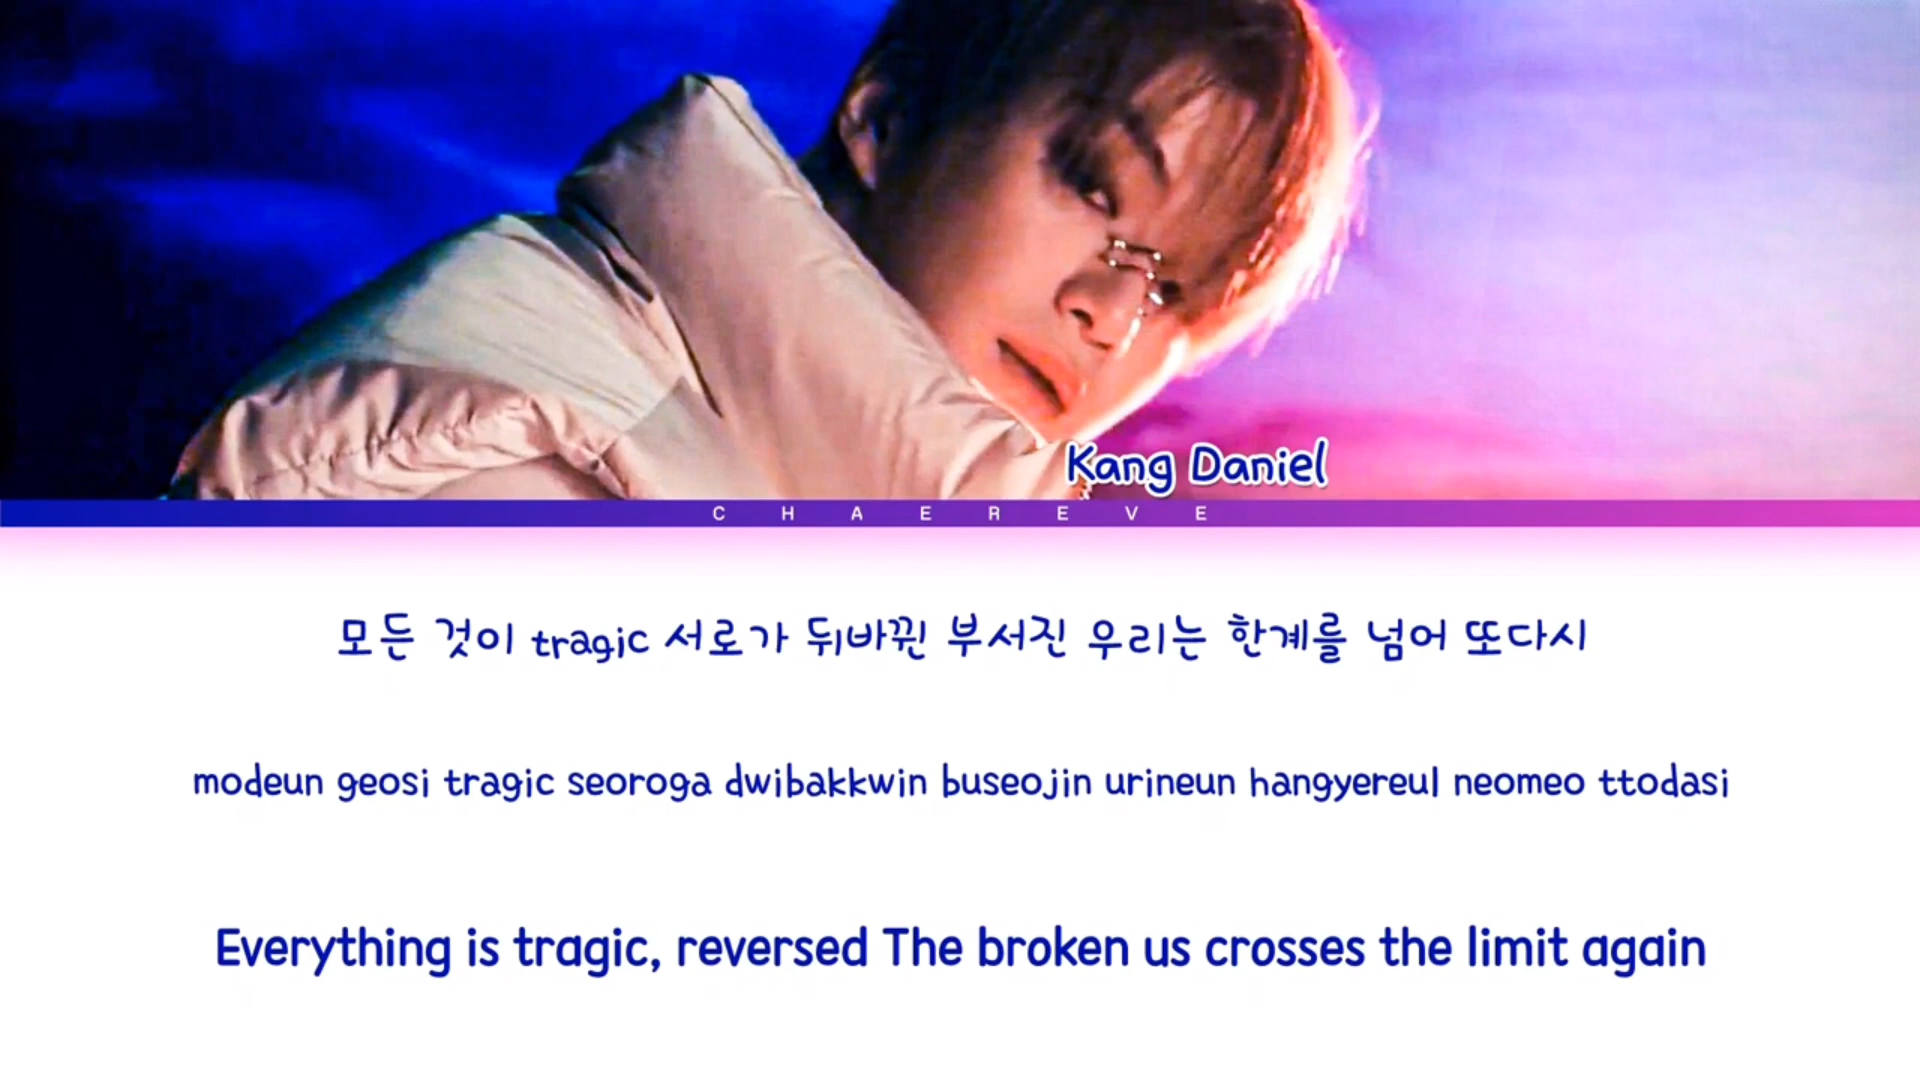 Kang Daniel
CHAEREVE
모든 것이 tragic 서로가 뒤바뀐 부서진 우리는 한계를 넘어 또다시
modeun geosi tragic seoroga dwibakkwin buseojin urineun hangyereul neomeo ttodasi
Everything is tragic, reversed The broken us crosses the limit again